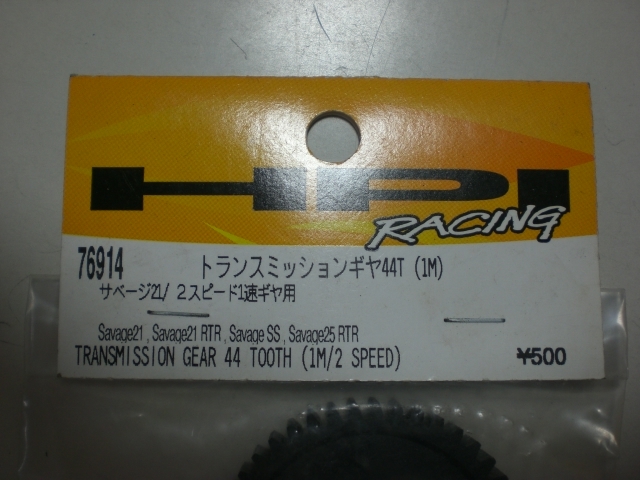 HPI
RACING
76914 トランスミッションギヤ44T (1M)
サベージ21/ 2スピード1速ギヤ用
Savage21 , Savage21 RTR , Savage SS , Savage25 RTR
TRANSMISSION GEAR 44 TOOTH (1M/2 SPEED) ¥500